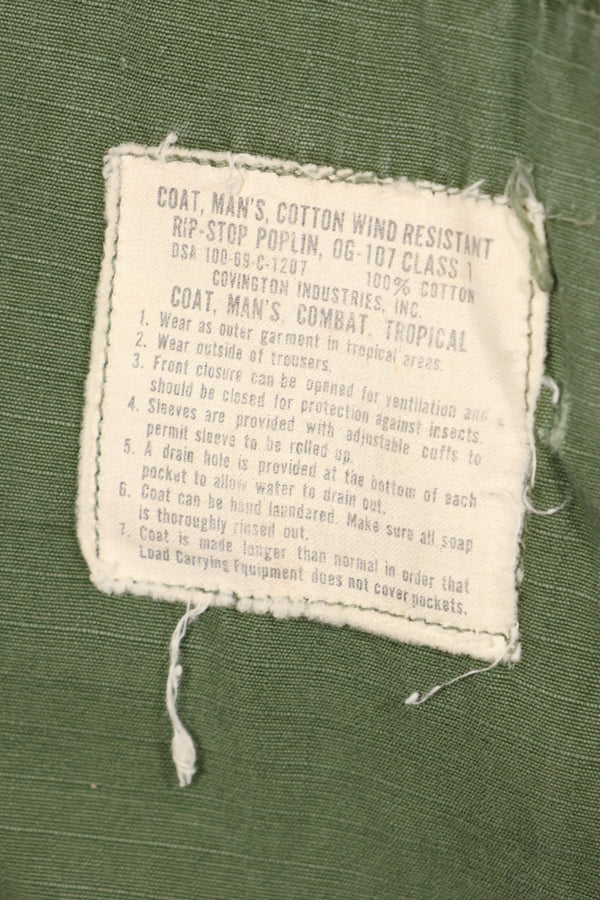 COAT, MAN'S, COTTON WIND RESISTANT
RIP-STOP POPLIN, OG-107 CLASS 1
DSA 100-69-C-1207 100% COTTON
COVINGTON INDUSTRIES, INC.
COAT, MAN'S, COMBAT, TROPICAL
1. Wear as outer garment in tropical areas.
2. Wear outside of trousers.
3. Front closure can be opened for ventilation and
should be closed for protection against insects.
4. Sleeves are provided with adjustable cuffs to
permit sleeve to be rolled up.
5. A drain hole is provided at the bottom of each
pocket to allow water to drain out.
6. Coat can be hand laundered. Make sure all soap
is thoroughly rinsed out.
7. Coat is made longer than normal in order that
Load Carrying Equipment does not cover pockets.